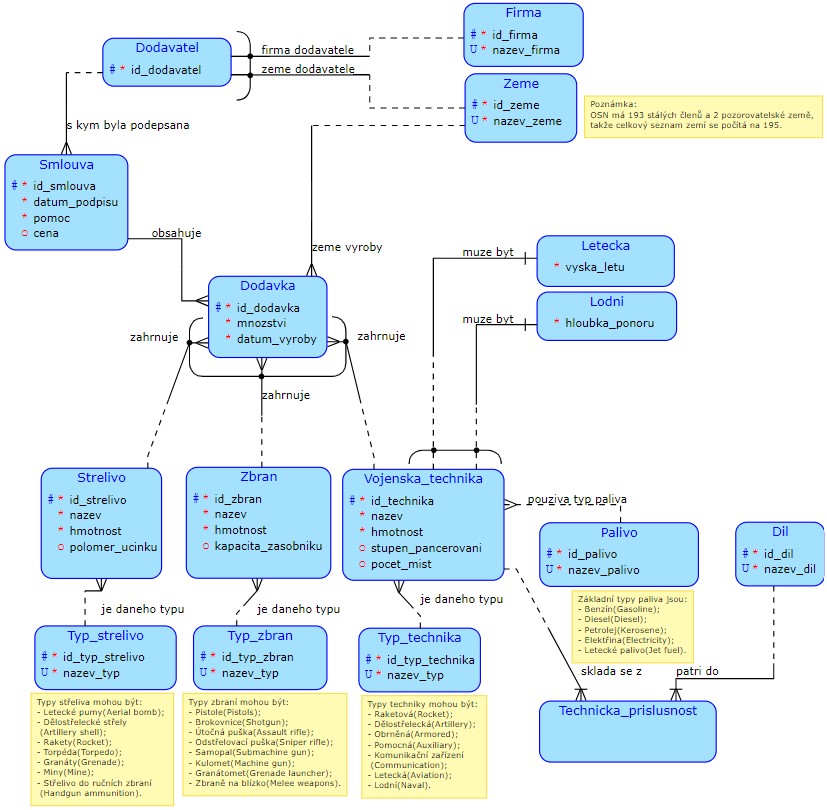 Firma
# * id_firma
U * nazev_firma
Dodavatel
# * id_dodavatel
firma dodavatele
zeme dodavatele
Zeme
# * id_zeme
U * nazev_zeme
Poznámka:
OSN má 193 stálých členů a 2 pozorovatelské země,
takže celkový seznam zemí se počítá na 195.
s kym byla podepsana
Smlouva
# * id_smlouva
* datum_podpisu
* pomoc
o cena
obsahuje
zeme vyroby
Letecka
* vyska_letu
muze byt
Lodni
* hloubka_ponoru
muze byt
Dodavka
# * id_dodavka
* mnozstvi
* datum_vyroby
zahrnuje
zahrnuje
zahrnuje
Strelivo
# * id_strelivo
* nazev
* hmotnost
o polomer_ucinku
Zbran
# * id_zbran
* nazev
* hmotnost
o kapacita_zasobniku
Vojenska_technika
# * id_technika
* nazev
* hmotnost
o stupen_pancerovani
o pocet_mist
pouziva typ paliva
Palivo
# * id_palivo
U * nazev_palivo
Dil
# * id_dil
U * nazev_dil
Základní typy paliva jsou:
- Benzín(Gasoline);
- Diesel(Diesel);
- Petrolej(Kerosene);
- Elektřina(Electricity);
- Letecké palivo(Jet fuel).
je daneho typu
je daneho typu
je daneho typu
Typ_strelivo
# * id_typ_strelivo
U * nazev_typ
Typ_zbran
# * id_typ_zbran
U * nazev_typ
Typ_technika
# * id_typ_technika
U * nazev_typ
sklada se z
patri do
Technicka_prislusnost
Typy střeliva mohou být:
- Letecké pumy(Aerial bomb);
- Dělostřelecké střely
(Artillery shell);
- Rakety(Rocket);
- Torpéda(Torpedo);
- Granáty(Grenade);
- Miny(Mine);
- Střelivo do ručních zbraní
(Handgun ammunition).
Typy zbraní mohou být:
- Pistole(Pistols);
- Brokovnice(Shotgun);
- Útočná puška(Assault rifle);
- Odstřelovací puška(Sniper rifle);
- Samopal(Submachine gun);
- Kulomet(Machine gun);
- Granátomet(Grenade launcher);
- Zbraně na blízko(Melee weapons).
Typy techniky mohou být:
- Raketová(Rocket);
- Dělostřelecká(Artillery);
- Obrněná(Armored);
- Pomocná(Auxiliary);
- Komunikační zařízení
(Communication);
- Letecká(Aviation);
- Lodní(Naval).